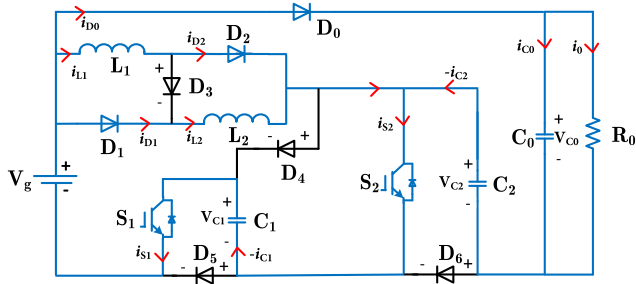 i_D0 D_0
i_L1 L_1 i_D2 D_2 i_C0 i_0
+ D_3 - -i_C2
D_1 i_D1 i_L2 L_2 i_S2 C_0 + V_C0 - R_0
V_g + - - + D_4 S_2 V_C2 + - C_2
S_1 V_C1 + - C_1
i_S1 - D_5 + -i_C1 - D_6 +